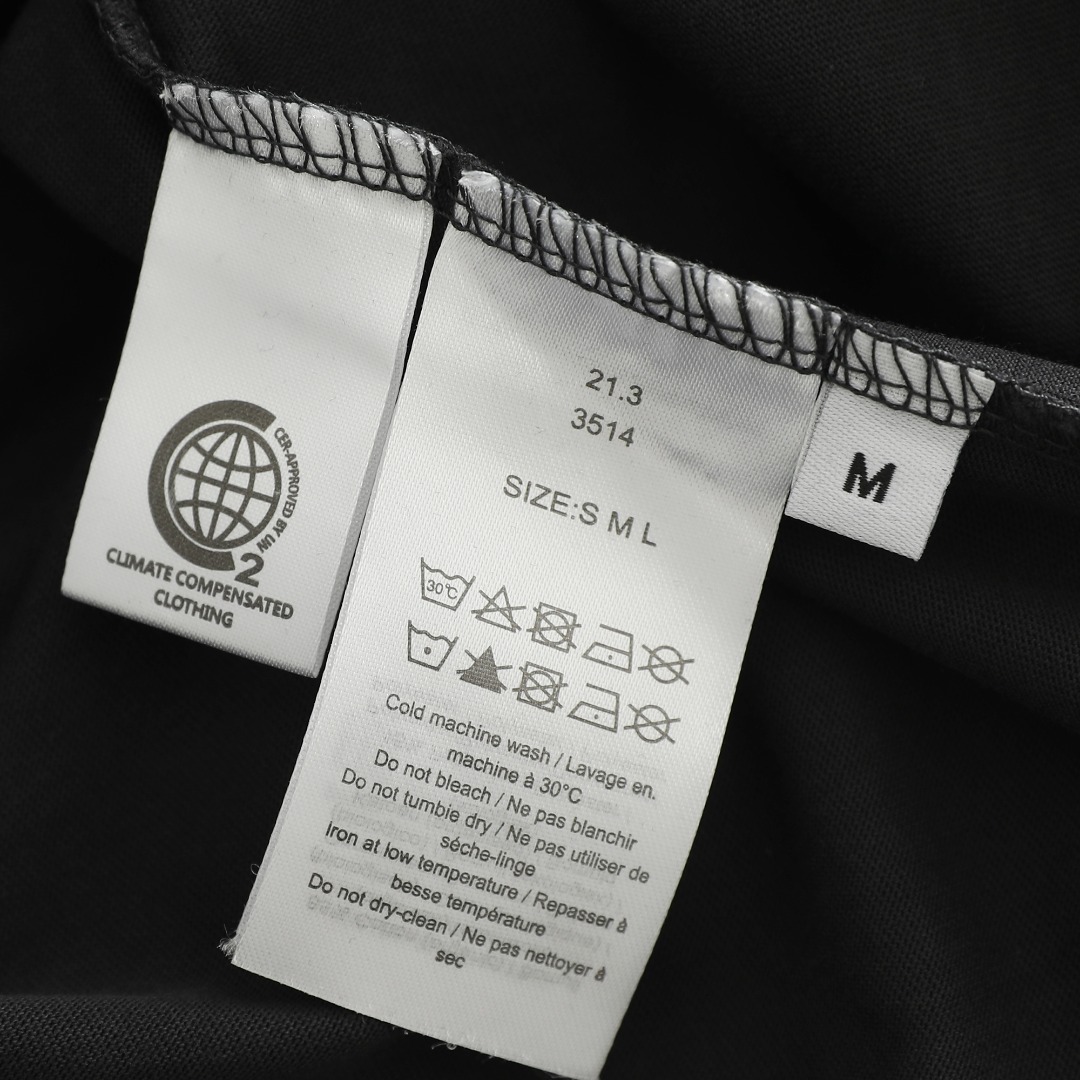 CER-APPROVED BY UN
2
CLIMATE COMPENSATED
CLOTHING
21.3
3514
SIZE:S M L
30°C
Cold machine wash / Lavage en.
machine à 30°C
Do not bleach / Ne pas blanchir
Do not tumbie dry / Ne pas utiliser de
séche-linge
Iron at low temperature / Repasser à
besse température
Do not dry-clean / Ne pas nettoyer à
sec
M